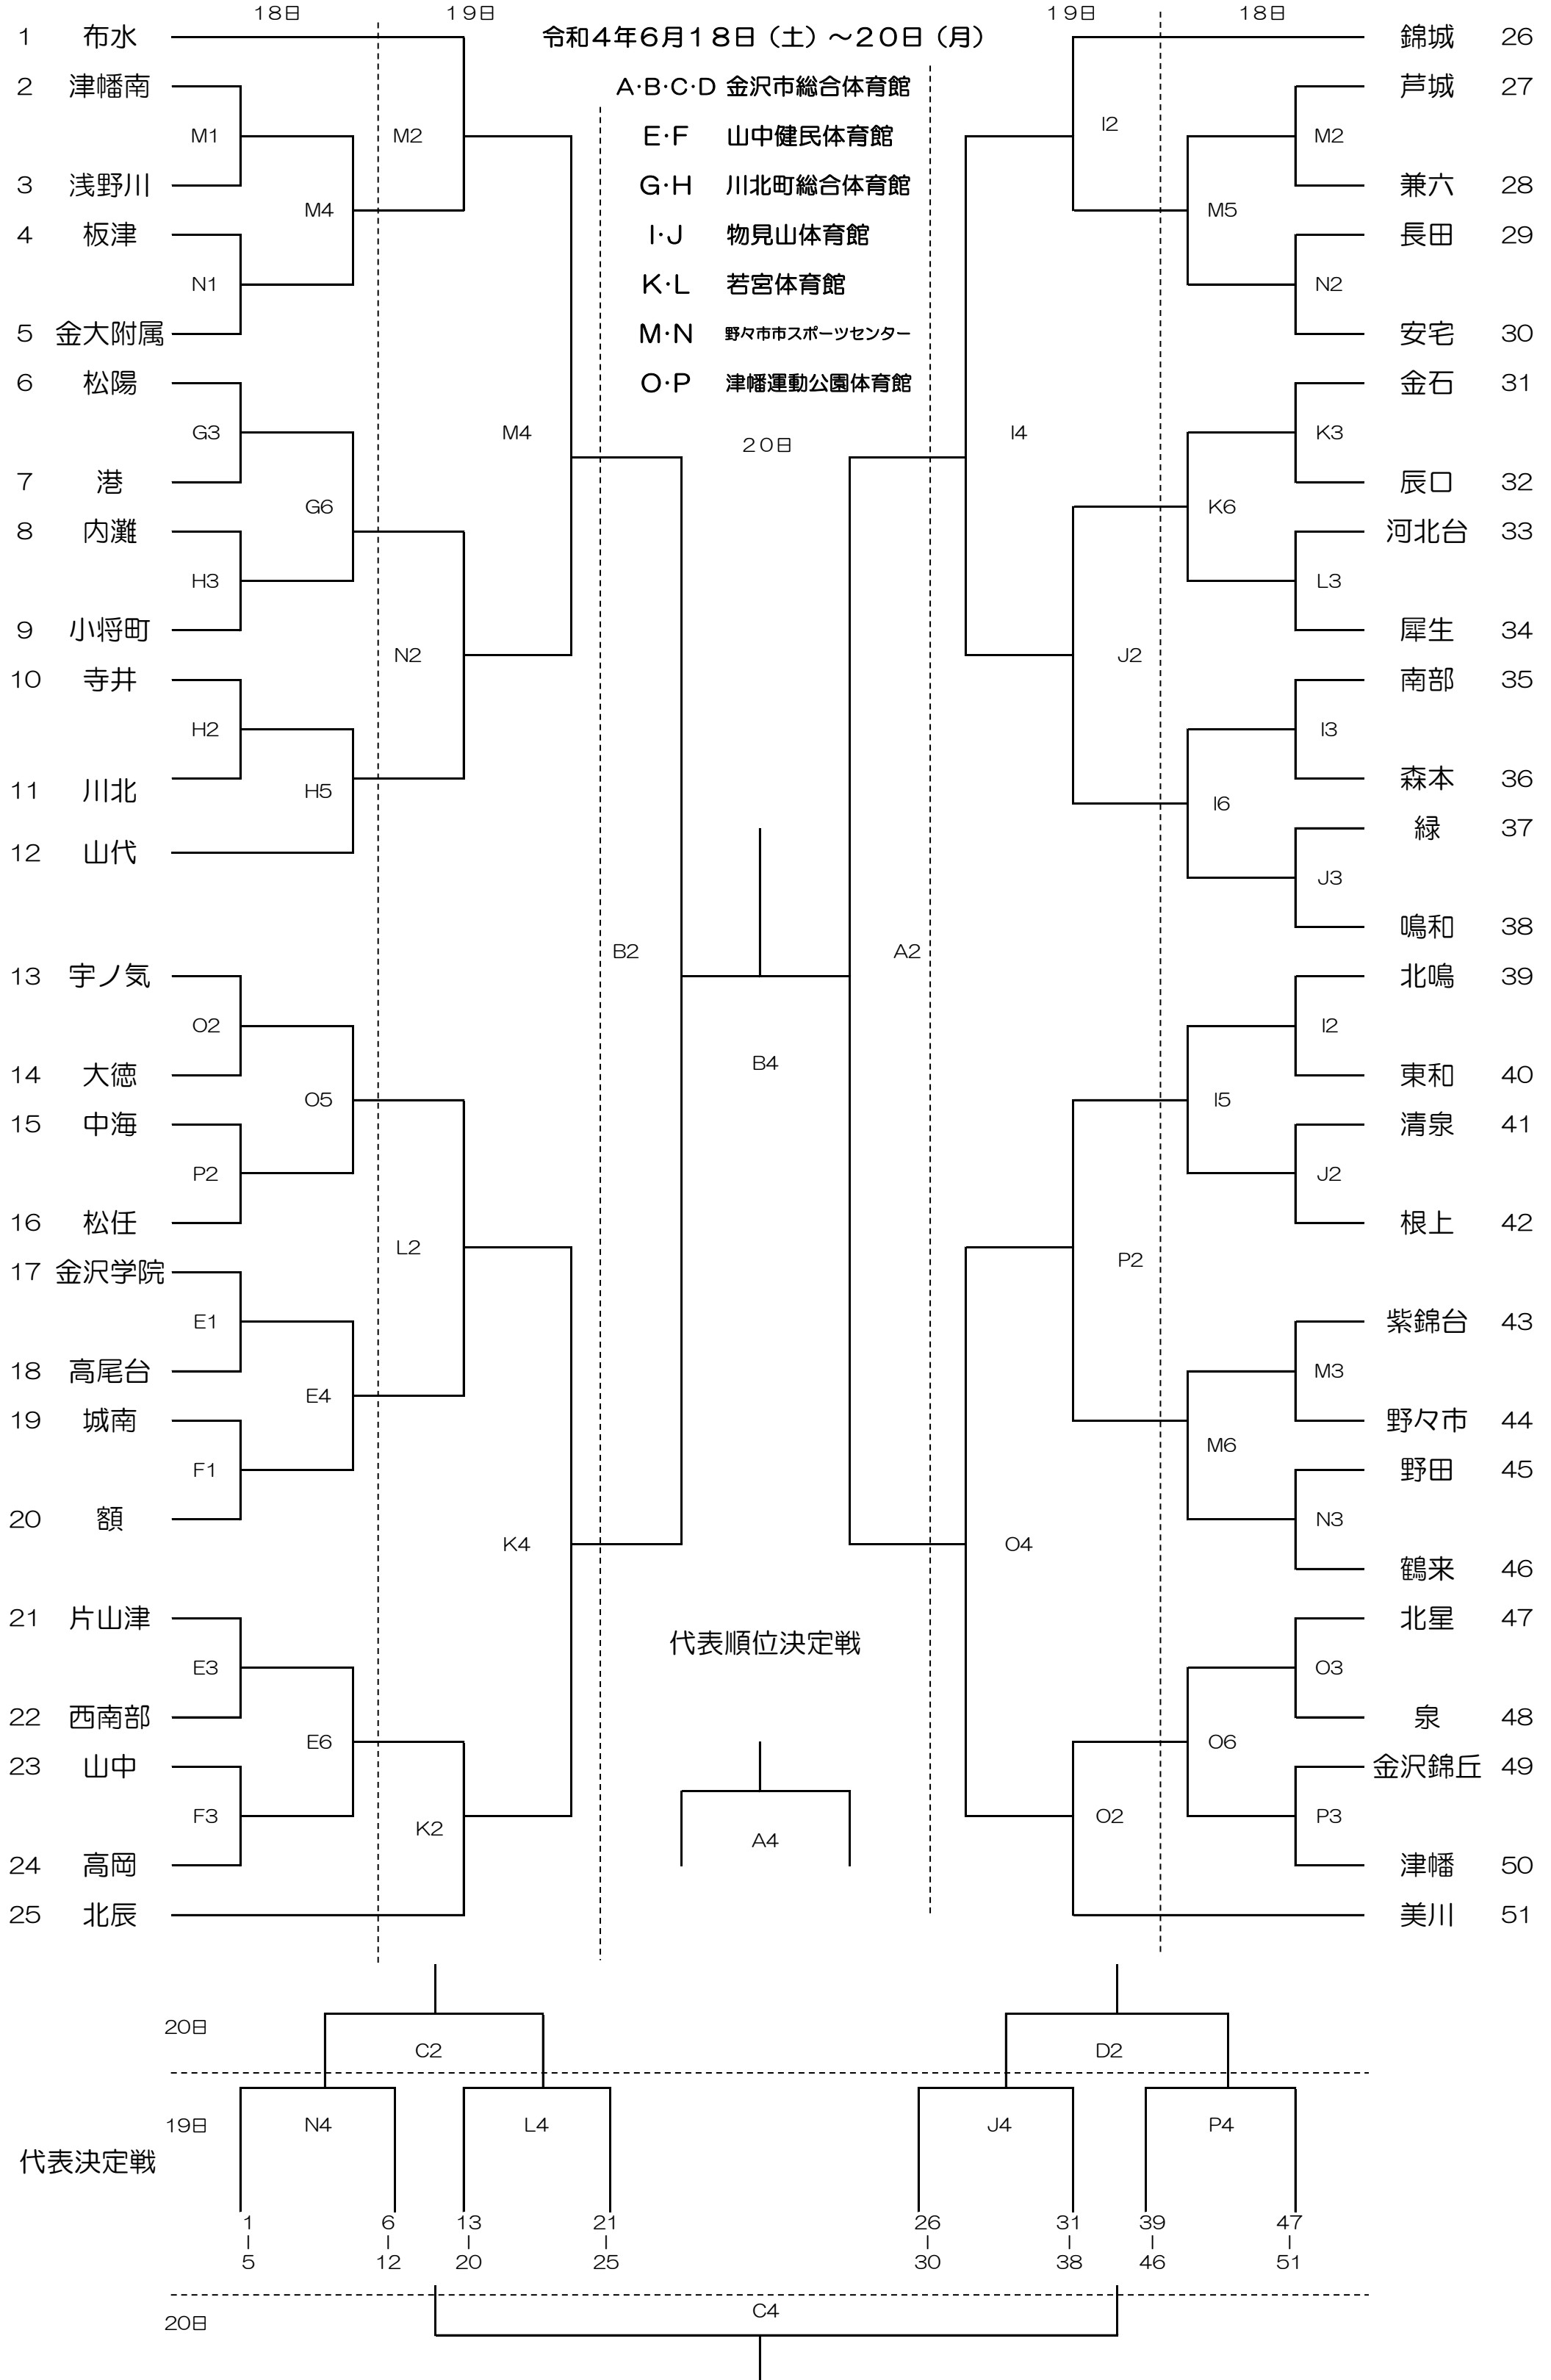 18日 19日 19日 18日
令和4年6月18日（土）～20日（月）
1 布水
2 津幡南
3 浅野川
4 板津
5 金大附属
6 松陽
7 港
8 内灘
9 小将町
10 寺井
11 川北
12 山代
13 宇ノ気
14 大徳
15 中海
16 松任
17 金沢学院
18 高尾台
19 城南
20 額
21 片山津
22 西南部
23 山中
24 高岡
25 北辰
M1
N1
G3
H3
H2
O2
P2
E1
F1
E3
F3
M4
G6
H5
O5
E4
E6
M2
N2
L2
K2
M4
K4
A・B・C・D 金沢市総合体育館
E・F 山中健民体育館
G・H 川北町総合体育館
I・J 物見山体育館
K・L 若宮体育館
M・N 野々市市スポーツセンター
O・P 津幡運動公園体育館
20日
B2
A2
B4
代表順位決定戦
A4
I4
O4
I2
J2
P2
O2
M5
K6
I6
I5
M6
O6
M2
N2
K3
L3
I3
J3
I2
J2
M3
N3
O3
P3
錦城 26
芦城 27
兼六 28
長田 29
安宅 30
金石 31
辰口 32
河北台 33
犀生 34
南部 35
森本 36
緑 37
鳴和 38
北鳴 39
東和 40
清泉 41
根上 42
紫錦台 43
野々市 44
野田 45
鶴来 46
北星 47
泉 48
金沢錦丘 49
津幡 50
美川 51
20日 C2 D2
19日 N4 L4 J4 P4
代表決定戦
1 6 13 21 26 31 39 47
| | | | | | | |
5 12 20 25 30 38 46 51
20日 C4